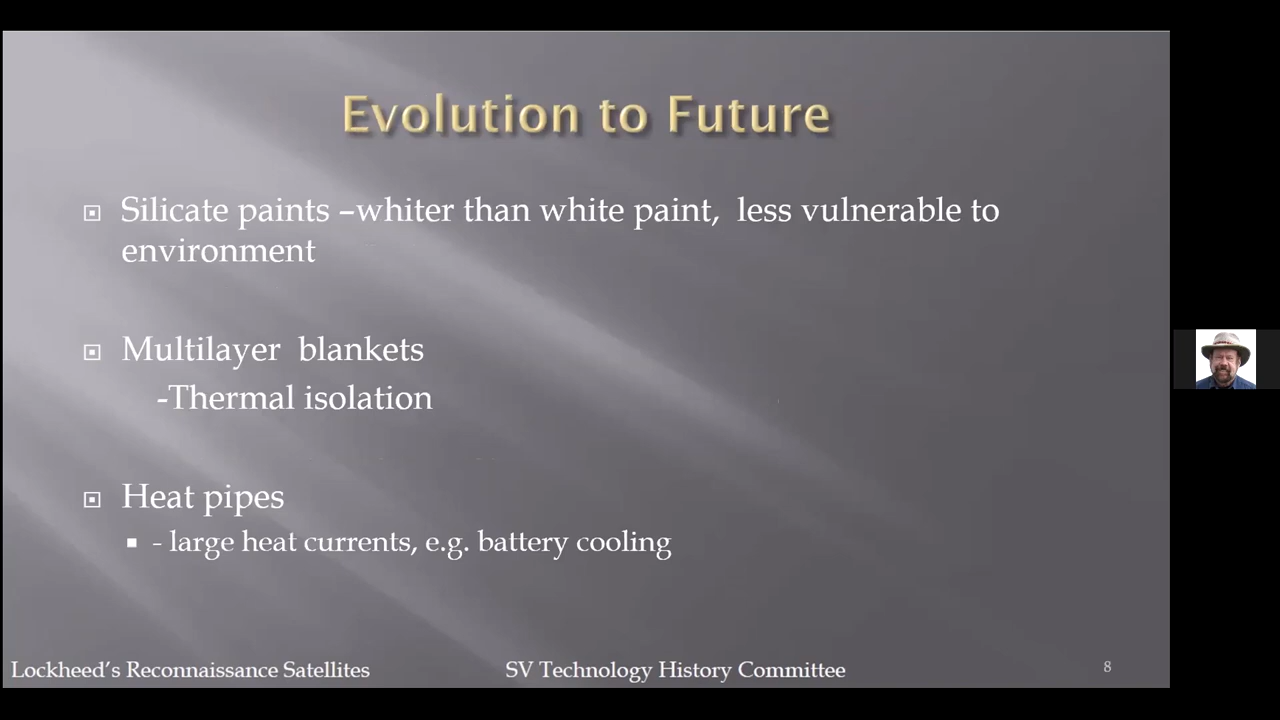 Evolution to Future
Silicate paints –whiter than white paint, less vulnerable to
environment
Multilayer blankets
-Thermal isolation
Heat pipes
- large heat currents, e.g. battery cooling
Lockheed’s Reconnaissance Satellites
SV Technology History Committee
8